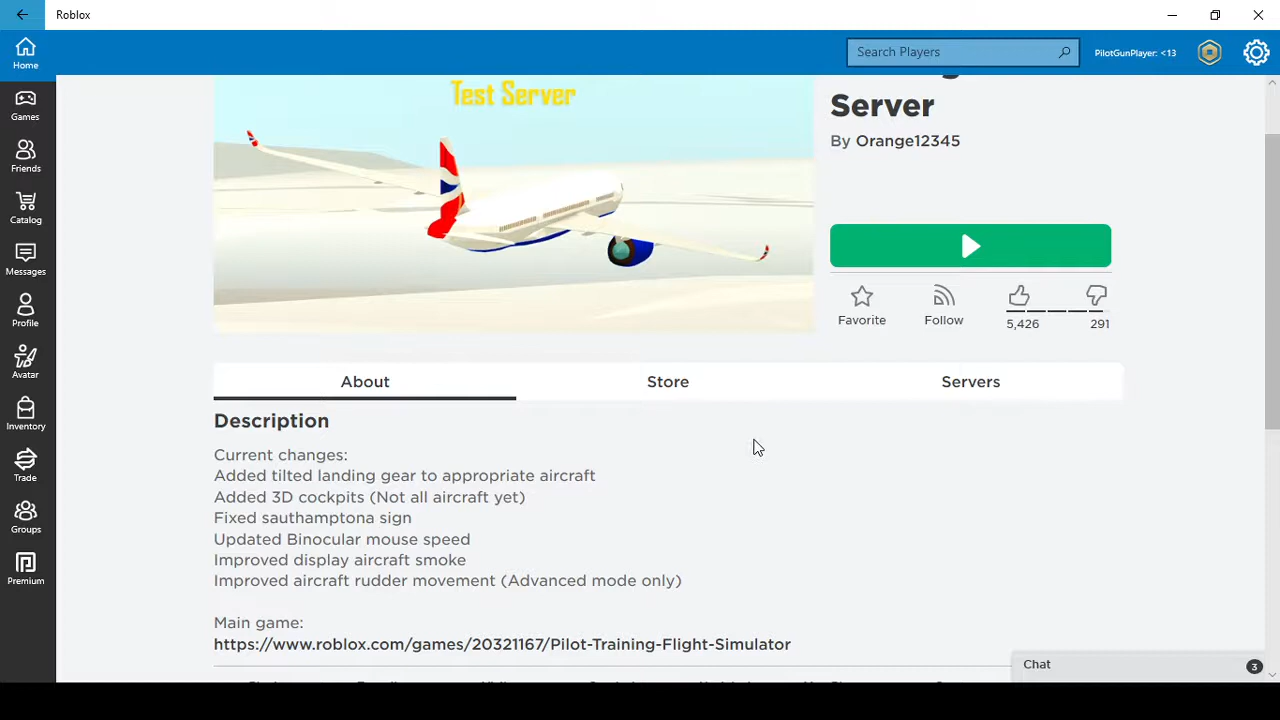 Roblox
Home
Search Players
PilotGunPlayer: <13
Games
Friends
Catalog
Messages
Profile
Avatar
Inventory
Trade
Groups
Premium
Test Server
Server
By Orange12345
Favorite
Follow
5,426
291
About
Store
Servers
Description
Current changes:
Added tilted landing gear to appropriate aircraft
Added 3D cockpits (Not all aircraft yet)
Fixed sauthamptona sign
Updated Binocular mouse speed
Improved display aircraft smoke
Improved aircraft rudder movement (Advanced mode only)
Main game:
https://www.roblox.com/games/20321167/Pilot-Training-Flight-Simulator
Chat
3